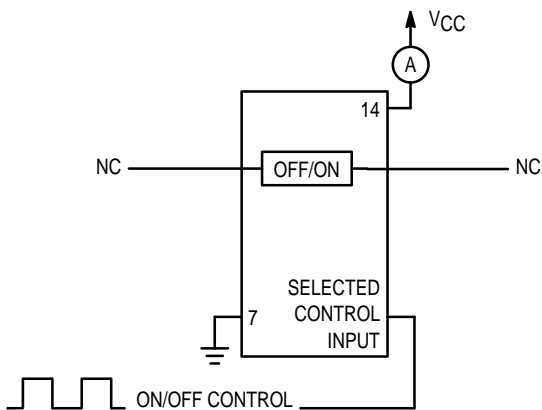 VCC
A
14
NC
OFF/ON
NC
SELECTED
7
CONTROL
INPUT
ON/OFF CONTROL